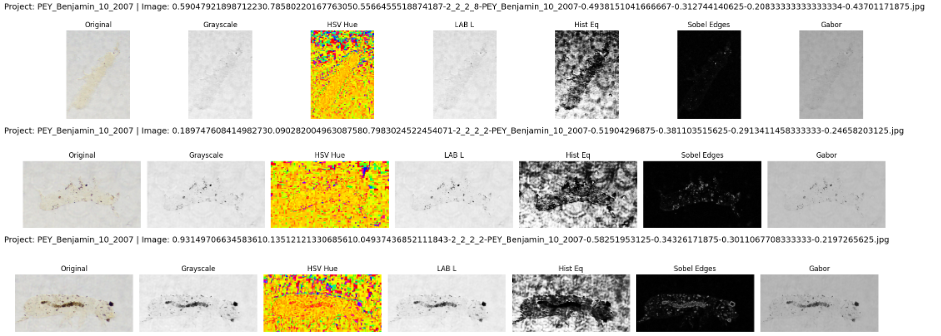 Project: PEY_Benjamin_10_2007 | Image: 0.59047921898712230.78580220167763050.5566455518874187-2_2_2_8-PEY_Benjamin_10_2007-0.4938151041666667-0.312744140625-0.20833333333333334-0.43701171875.jpg
Original Grayscale HSV Hue LAB L Hist Eq Sobel Edges Gabor
Project: PEY_Benjamin_10_2007 | Image: 0.189747608414982730.090282004963087580.7983024522454071-2_2_2_2-PEY_Benjamin_10_2007-0.51904296875-0.381103515625-0.2913411458333333-0.24658203125.jpg
Original Grayscale HSV Hue LAB L Hist Eq Sobel Edges Gabor
Project: PEY_Benjamin_10_2007 | Image: 0.93149706634583610.13512121330685610.04937436852111843-2_2_2_2-PEY_Benjamin_10_2007-0.58251953125-0.34326171875-0.3011067708333333-0.2197265625.jpg
Original Grayscale HSV Hue LAB L Hist Eq Sobel Edges Gabor